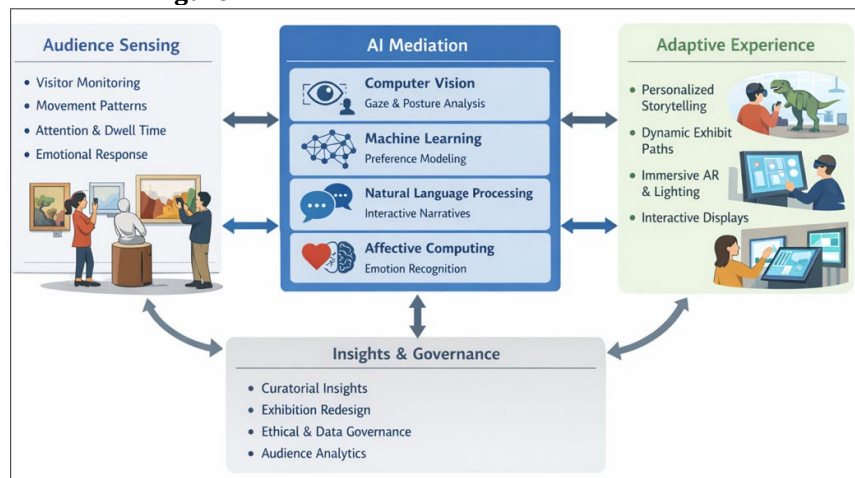 Audience Sensing
• Visitor Monitoring
• Movement Patterns
• Attention & Dwell Time
• Emotional Response
AI Mediation
Computer Vision
Gaze & Posture Analysis
Machine Learning
Preference Modeling
Natural Language Processing
Interactive Narratives
Affective Computing
Emotion Recognition
Adaptive Experience
• Personalized
Storytelling
• Dynamic Exhibit
Paths
• Immersive AR
& Lighting
• Interactive Displays
Insights & Governance
• Curatorial Insights
• Exhibition Redesign
• Ethical & Data Governance
• Audience Analytics